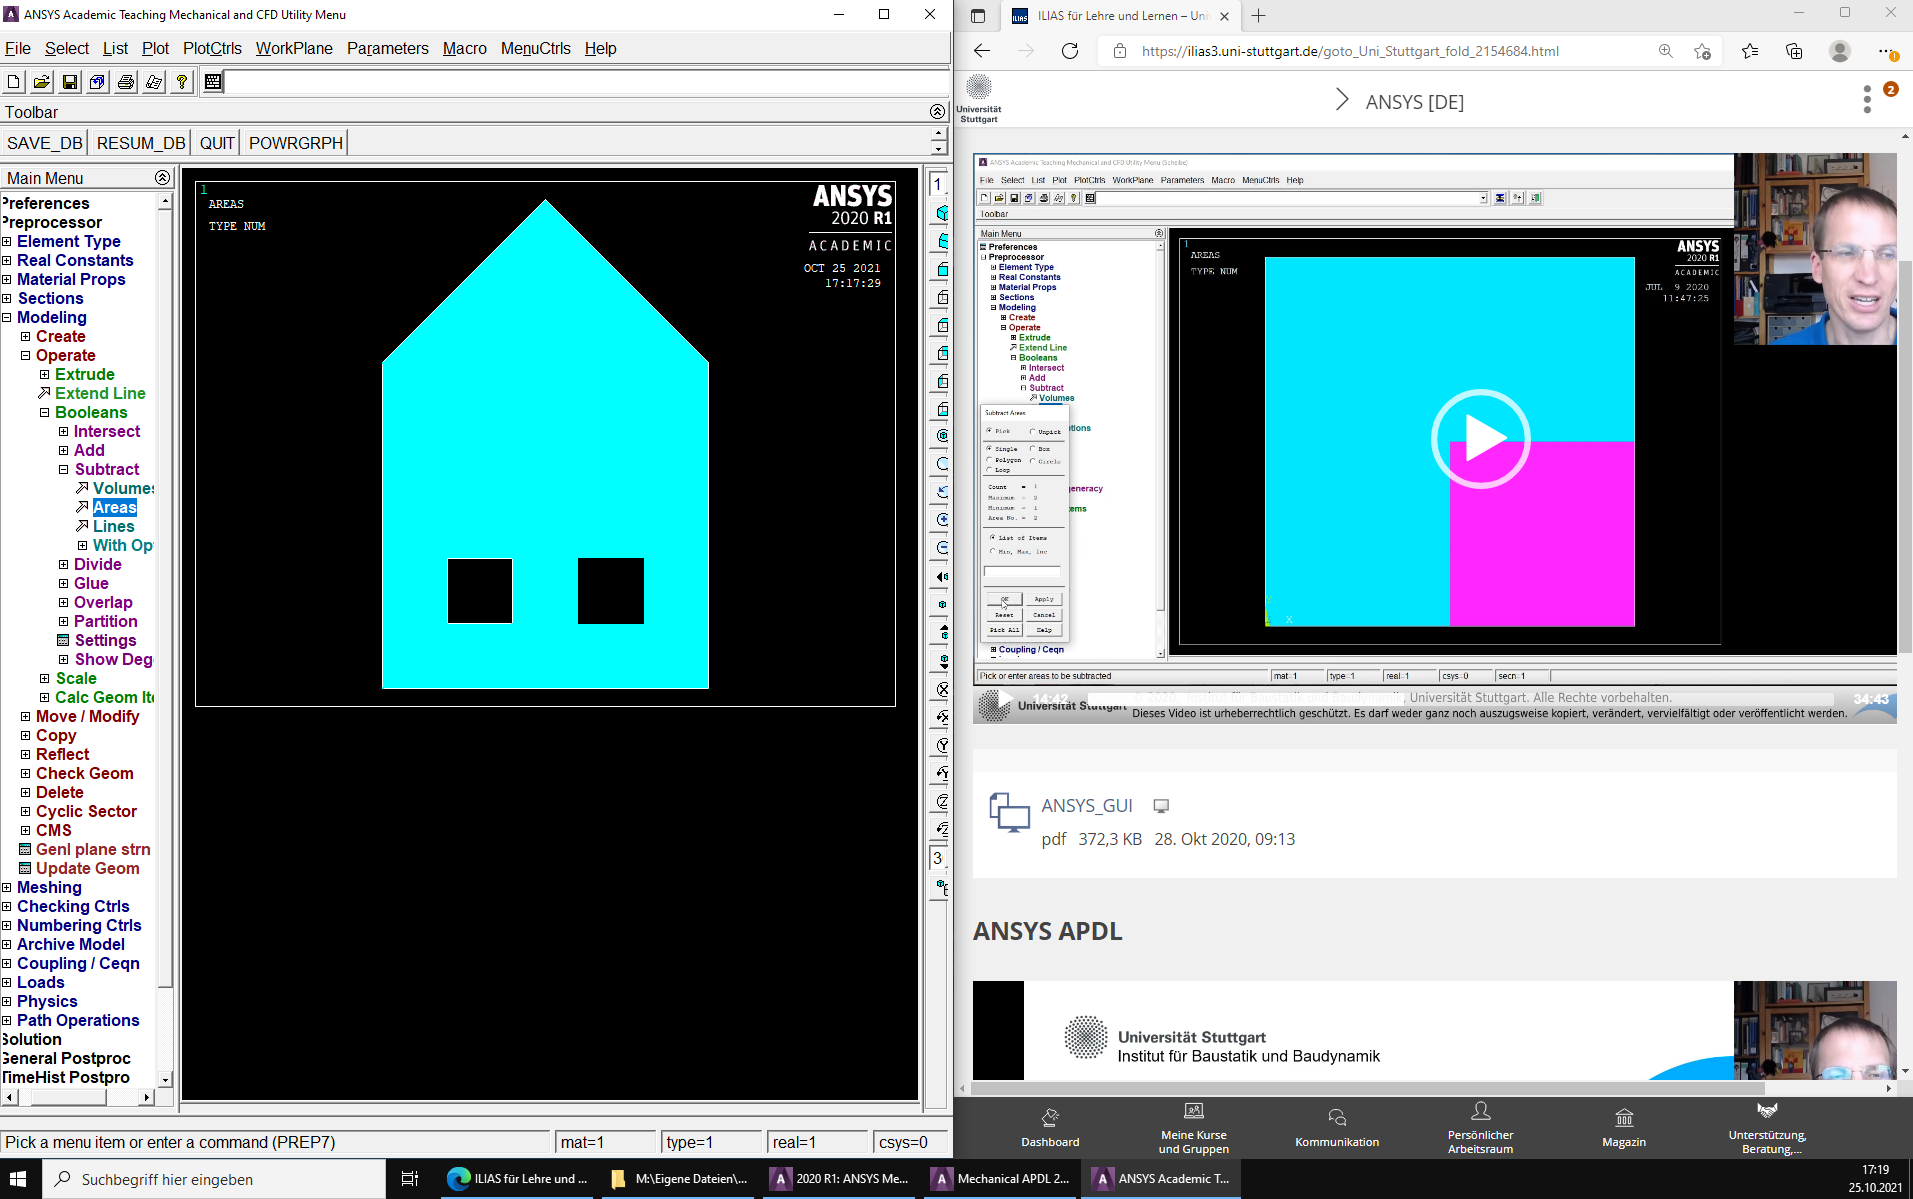 ANSYS Academic Teaching Mechanical and CFD Utility Menu
File Select List Plot PlotCtrls WorkPlane Parameters Macro MenuCtrls Help
Toolbar
SAVE_DB RESUM_DB QUIT POWRGRPH
Main Menu
Preferences
Preprocessor
Element Type
Real Constants
Material Props
Sections
Modeling
Create
Operate
Extrude
Extend Line
Booleans
Intersect
Add
Subtract
Volumes
Areas
Lines
With Op
Divide
Glue
Overlap
Partition
Settings
Show Deg
Scale
Calc Geom It
Move / Modify
Copy
Reflect
Check Geom
Delete
Cyclic Sector
CMS
Genl plane strn
Update Geom
Meshing
Checking Ctrls
Numbering Ctrls
Archive Model
Coupling / Ceqn
Loads
Physics
Path Operations
Solution
General Postproc
TimeHist Postpro
1
AREAS
TYPE NUM
ANSYS
2020 R1
ACADEMIC
OCT 25 2021
17:17:29
1
3
Pick a menu item or enter a command (PREP7)
mat=1
type=1
real=1
csys=0
ILIAS für Lehre und Lernen – Uni
https://ilias3.uni-stuttgart.de/goto_Uni_Stuttgart_fold_2154684.html
Universität
Stuttgart
ANSYS [DE]
2
ANSYS Academic Teaching Mechanical and CFD Utility Menu (Scheibe)
File Select List Plot PlotCtrls WorkPlane Parameters Macro MenuCtrls Help
Toolbar
Main Menu
Preferences
Preprocessor
Element Type
Real Constants
Material Props
Sections
Modeling
Create
Operate
Extrude
Extend Line
Booleans
Intersect
Add
Subtract
Volumes
Subtract Areas
Pick Unpick
Single Box
Polygon Circle
Loop
Count = 1
Maximum = 2
Minimum = 1
Area No. = 2
List of Items
Min, Max, Inc
OK Apply
Reset Cancel
Pick All Help
tions
generacy
tems
Coupling / Ceqn
1
AREAS
TYPE NUM
ANSYS
2020 R1
ACADEMIC
JUL 9 2020
11:47:25
Y
X
Pick or enter areas to be subtracted
mat=1
type=1
real=1
csys=0
secn=1
14:42
34:43
Universität Stuttgart
Universität Stuttgart. Alle Rechte vorbehalten.
Dieses Video ist urheberrechtlich geschützt. Es darf weder ganz noch auszugsweise kopiert, verändert, vervielfältigt oder veröffentlicht werden.
ANSYS_GUI
pdf 372,3 KB 28. Okt 2020, 09:13
ANSYS APDL
Universität Stuttgart
Institut für Baustatik und Baudynamik
Dashboard
Meine Kurse
und Gruppen
Kommunikation
Persönlicher
Arbeitsraum
Magazin
Unterstützung,
Beratung,...
Suchbegriff hier eingeben
ILIAS für Lehre und ...
M:\Eigene Dateien\...
2020 R1: ANSYS Me...
Mechanical APDL 2...
ANSYS Academic T...
17:19
25.10.2021